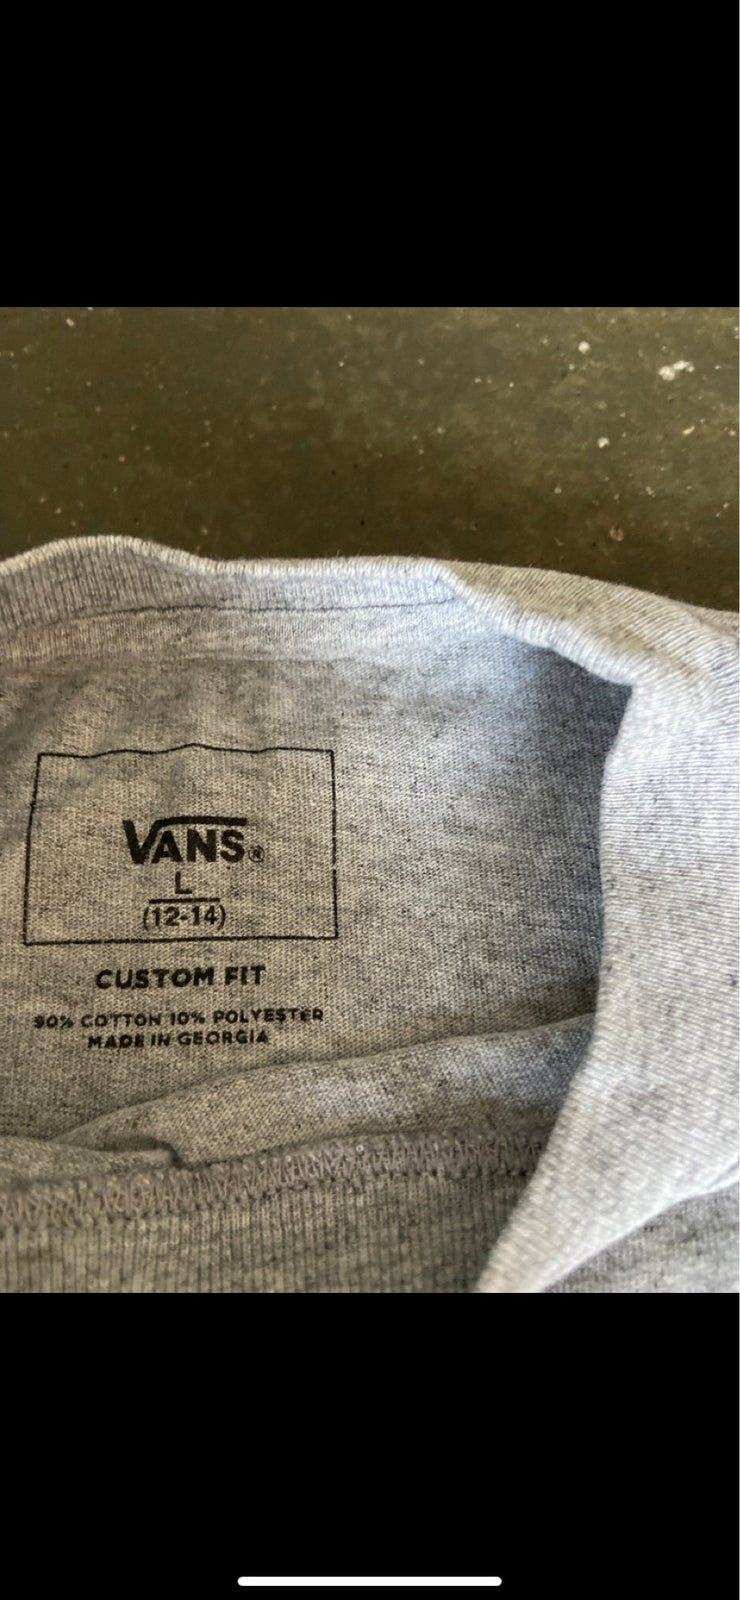 VANS®
L
(12-14)
CUSTOM FIT
90% COTTON 10% POLYESTER
MADE IN GEORGIA